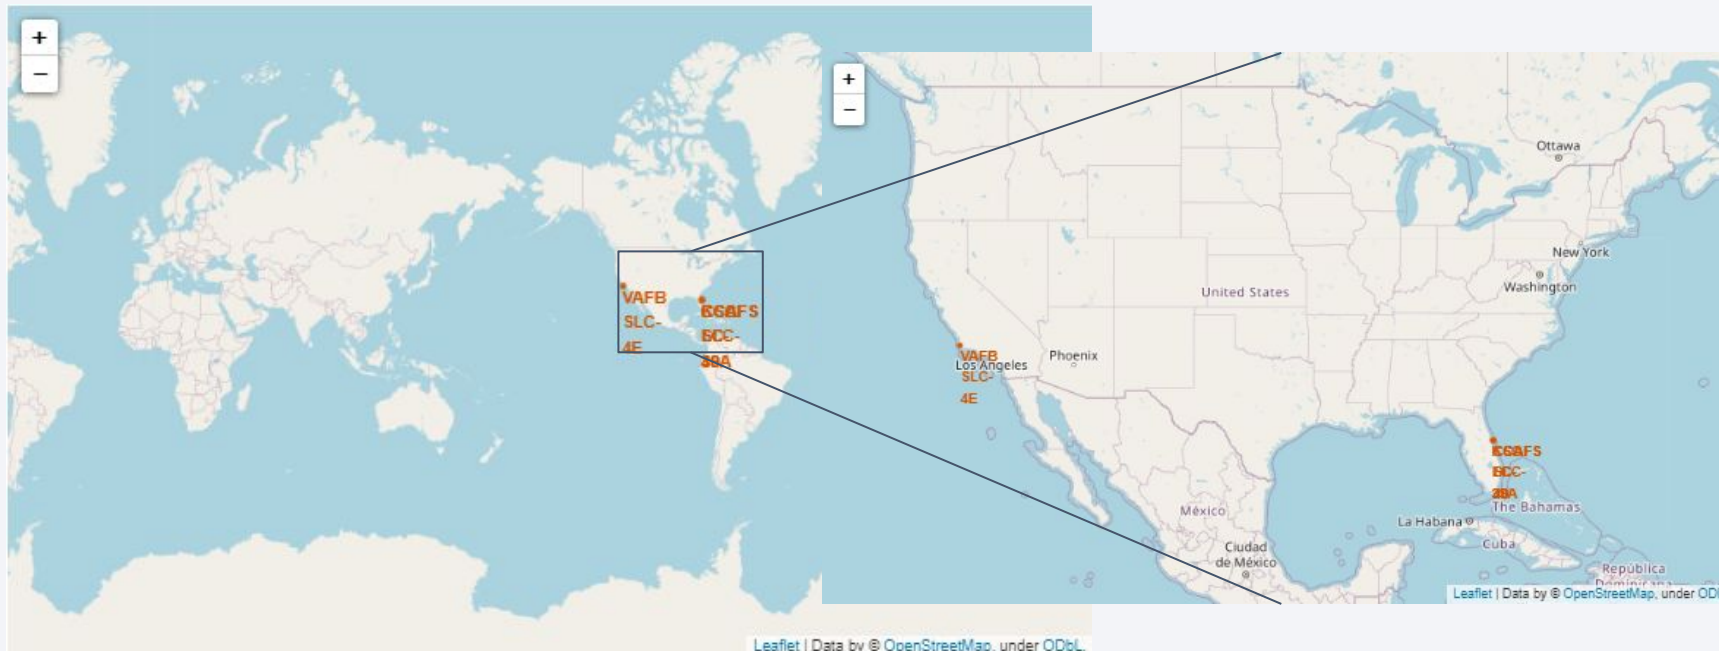 +
−
VAFB
SLC-
4E
Leaflet | Data by © OpenStreetMap, under ODbL.
+
−
Ottawa
New York
Washington
United States
Phoenix
VAFB
Los Angeles
SLC-
4E
The Bahamas
México
La Habana
Cuba
Ciudad
de México
República
Dominicana
Leaflet | Data by © OpenStreetMap, under